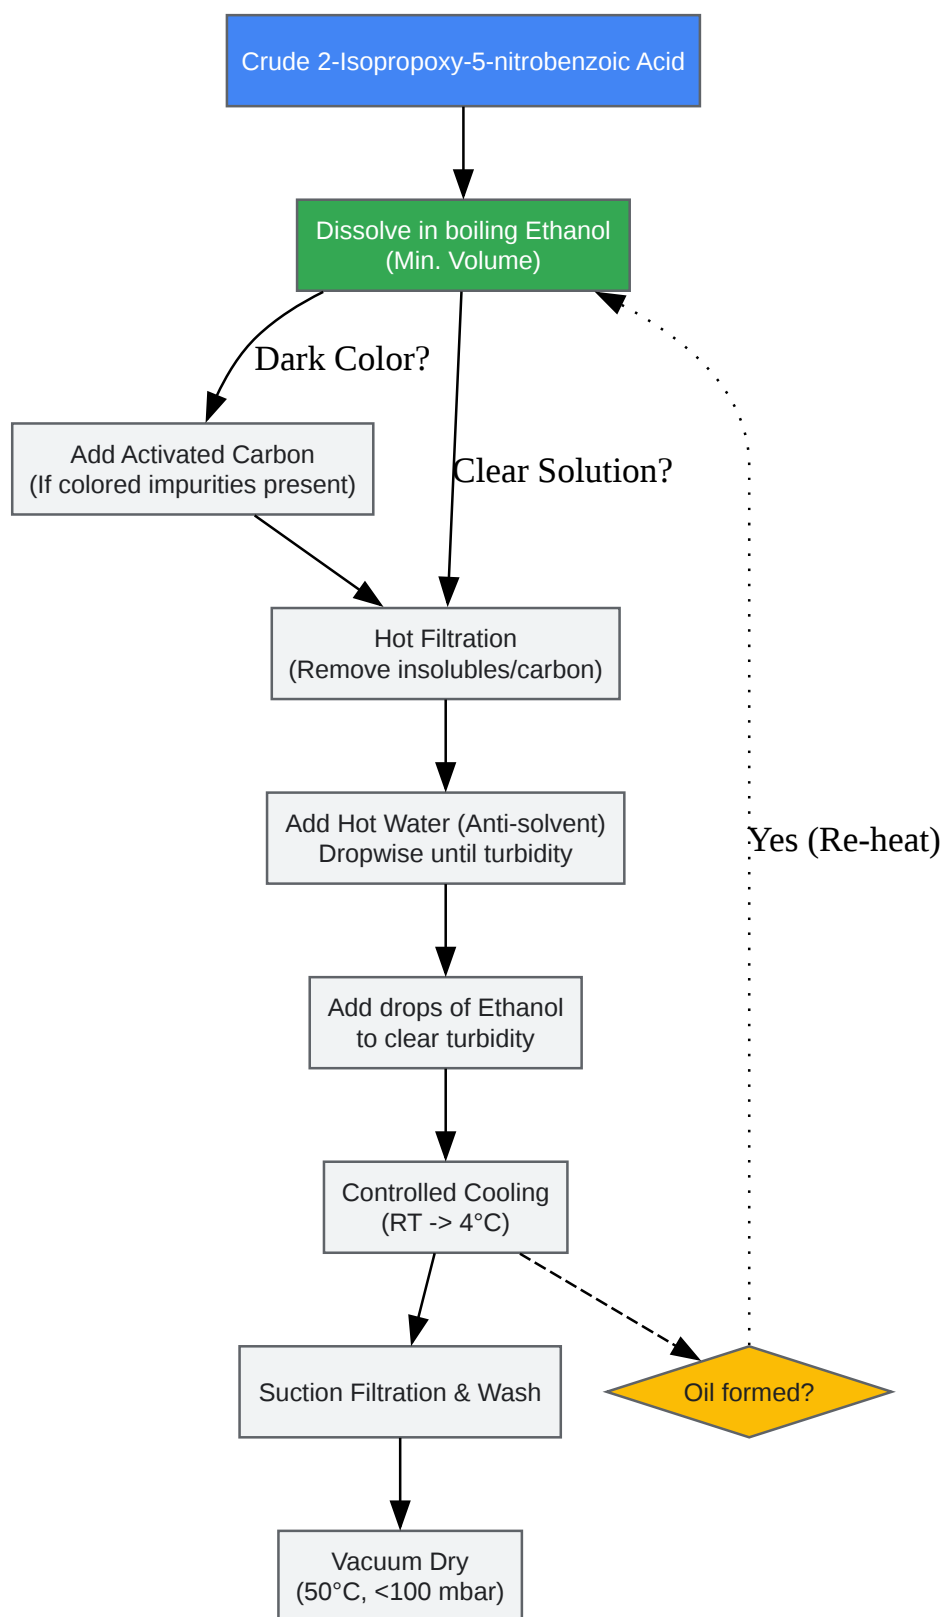 Crude 2-Isopropoxy-5-nitrobenzoic Acid
Dissolve in boiling Ethanol
(Min. Volume)
Dark Color?
Add Activated Carbon
(If colored impurities present)
Clear Solution?
Hot Filtration
(Remove insolubles/carbon)
Add Hot Water (Anti-solvent)
Dropwise until turbidity
Yes (Re-heat)
Add drops of Ethanol
to clear turbidity
Controlled Cooling
(RT -> 4°C)
Suction Filtration & Wash
Oil formed?
Vacuum Dry
(50°C, <100 mbar)